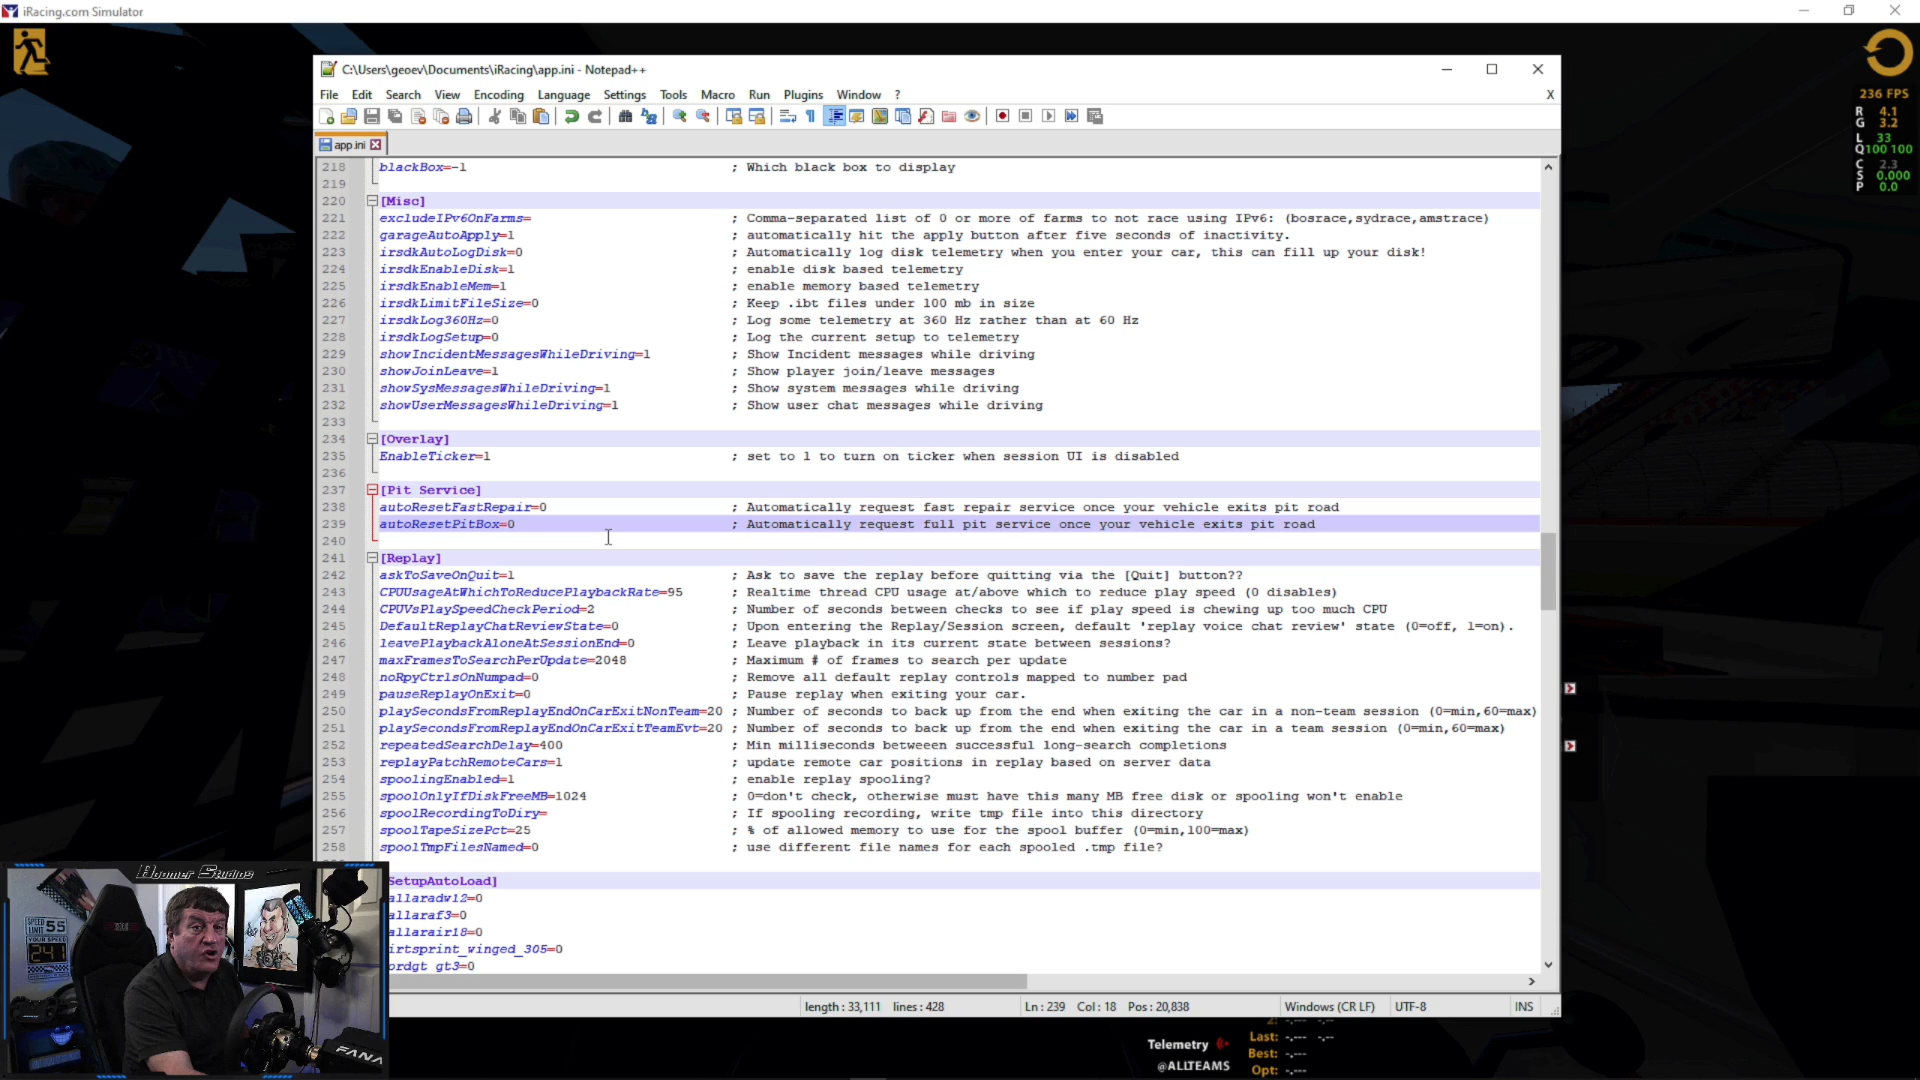 iRacing.com Simulator
C:\Users\geoev\Documents\iRacing\app.ini - Notepad++
File Edit Search View Encoding Language Settings Tools Macro Run Plugins Window ?
X
app.ini
218 blackBox=-1 ; Which black box to display
219
220 [Misc]
221 excludeIPv6OnFarms= ; Comma-separated list of 0 or more of farms to not race using IPv6: (bosrace,sydrace,amstrace)
222 garageAutoApply=1 ; automatically hit the apply button after five seconds of inactivity.
223 irsdkAutoLogDisk=0 ; Automatically log disk telemetry when you enter your car, this can fill up your disk!
224 irsdkEnableDisk=1 ; enable disk based telemetry
225 irsdkEnableMem=1 ; enable memory based telemetry
226 irsdkLimitFileSize=0 ; Keep .ibt files under 100 mb in size
227 irsdkLog360Hz=0 ; Log some telemetry at 360 Hz rather than at 60 Hz
228 irsdkLogSetup=0 ; Log the current setup to telemetry
229 showIncidentMessagesWhileDriving=1 ; Show Incident messages while driving
230 showJoinLeave=1 ; Show player join/leave messages
231 showSysMessagesWhileDriving=1 ; Show system messages while driving
232 showUserMessagesWhileDriving=1 ; Show user chat messages while driving
233
234 [Overlay]
235 EnableTicker=1 ; set to 1 to turn on ticker when session UI is disabled
236
237 [Pit Service]
238 autoResetFastRepair=0 ; Automatically request fast repair service once your vehicle exits pit road
239 autoResetPitBox=0 ; Automatically request full pit service once your vehicle exits pit road
240
241 [Replay]
242 askToSaveOnQuit=1 ; Ask to save the replay before quitting via the [Quit] button??
243 CPUUsageAtWhichToReducePlaybackRate=95 ; Realtime thread CPU usage at/above which to reduce play speed (0 disables)
244 CPUVsPlaySpeedCheckPeriod=2 ; Number of seconds between checks to see if play speed is chewing up too much CPU
245 DefaultReplayChatReviewState=0 ; Upon entering the Replay/Session screen, default 'replay voice chat review' state (0=off, 1=on).
246 leavePlaybackAloneAtSessionEnd=0 ; Leave playback in its current state between sessions?
247 maxFramesToSearchPerUpdate=2048 ; Maximum # of frames to search per update
248 noRpyCtrlsOnNumpad=0 ; Remove all default replay controls mapped to number pad
249 pauseReplayOnExit=0 ; Pause replay when exiting your car.
250 playSecondsFromReplayEndOnCarExitNonTeam=20 ; Number of seconds to back up from the end when exiting the car in a non-team session (0=min,60=max)
251 playSecondsFromReplayEndOnCarExitTeamEvt=20 ; Number of seconds to back up from the end when exiting the car in a team session (0=min,60=max)
252 repeatedSearchDelay=400 ; Min milliseconds betweeen successful long-search completions
253 replayPatchRemoteCars=1 ; update remote car positions in replay based on server data
254 spoolingEnabled=1 ; enable replay spooling?
255 spoolOnlyIfDiskFreeMB=1024 ; 0=don't check, otherwise must have this many MB free disk or spooling won't enable
256 spoolRecordingToDiry= ; If spooling recording, write tmp file into this directory
257 spoolTapeSizePct=25 ; % of allowed memory to use for the spool buffer (0=min,100=max)
258 spoolTmpFilesNamed=0 ; use different file names for each spooled .tmp file?
SetupAutoLoad]
allaradw12=0
allaraf3=0
allarair18=0
irtsprint_winged_305=0
ordgt gt3=0
length : 33,111 lines : 428 Ln : 239 Col : 18 Pos : 20,838 Windows (CR LF) UTF-8 INS
236 FPS
R 4.1
G 3.2
L 33
Q 100 100
C 2.3
S 0.000
P 0.0
Boomer Studios
SPEED LIMIT 55
YOUR SPEED
241
FANA
Telemetry
@ALLTEAMS
2: -.--- -.--
Last: -.--- -.--
Best: -.---
Opt: -.---